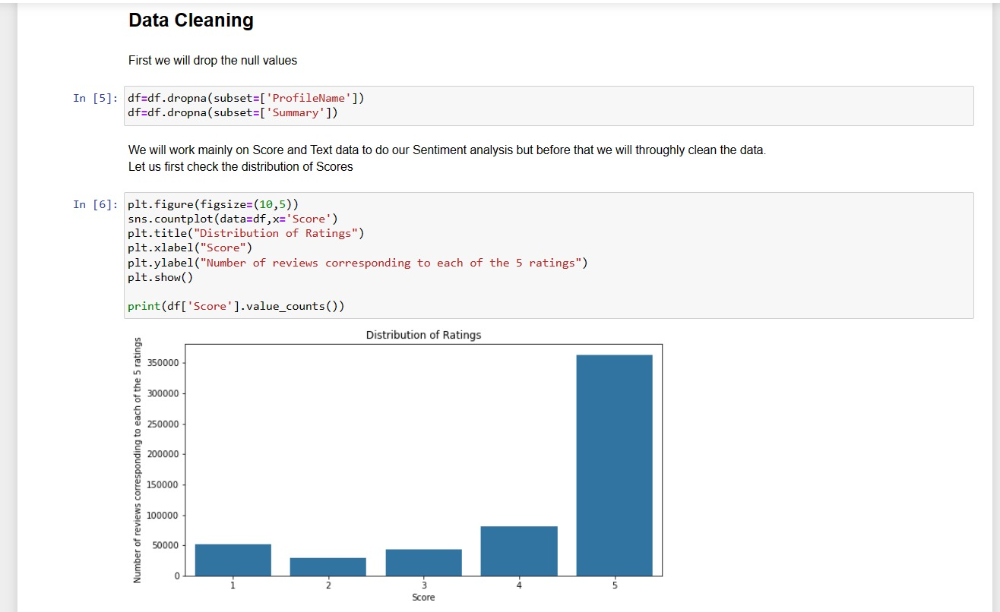 Data Cleaning
First we will drop the null values
In [5]: df=df.dropna(subset=['ProfileName'])
df=df.dropna(subset=['Summary'])
We will work mainly on Score and Text data to do our Sentiment analysis but before that we will throughly clean the data.
Let us first check the distribution of Scores
In [6]: plt.figure(figsize=(10,5))
sns.countplot(data=df,x='Score')
plt.title("Distribution of Ratings")
plt.xlabel("Score")
plt.ylabel("Number of reviews corresponding to each of the 5 ratings")
plt.show()
print(df['Score'].value_counts())
Distribution of Ratings
Number of reviews corresponding to each of the 5 ratings
350000
300000
250000
200000
150000
100000
50000
0
1 2 3 4 5
Score